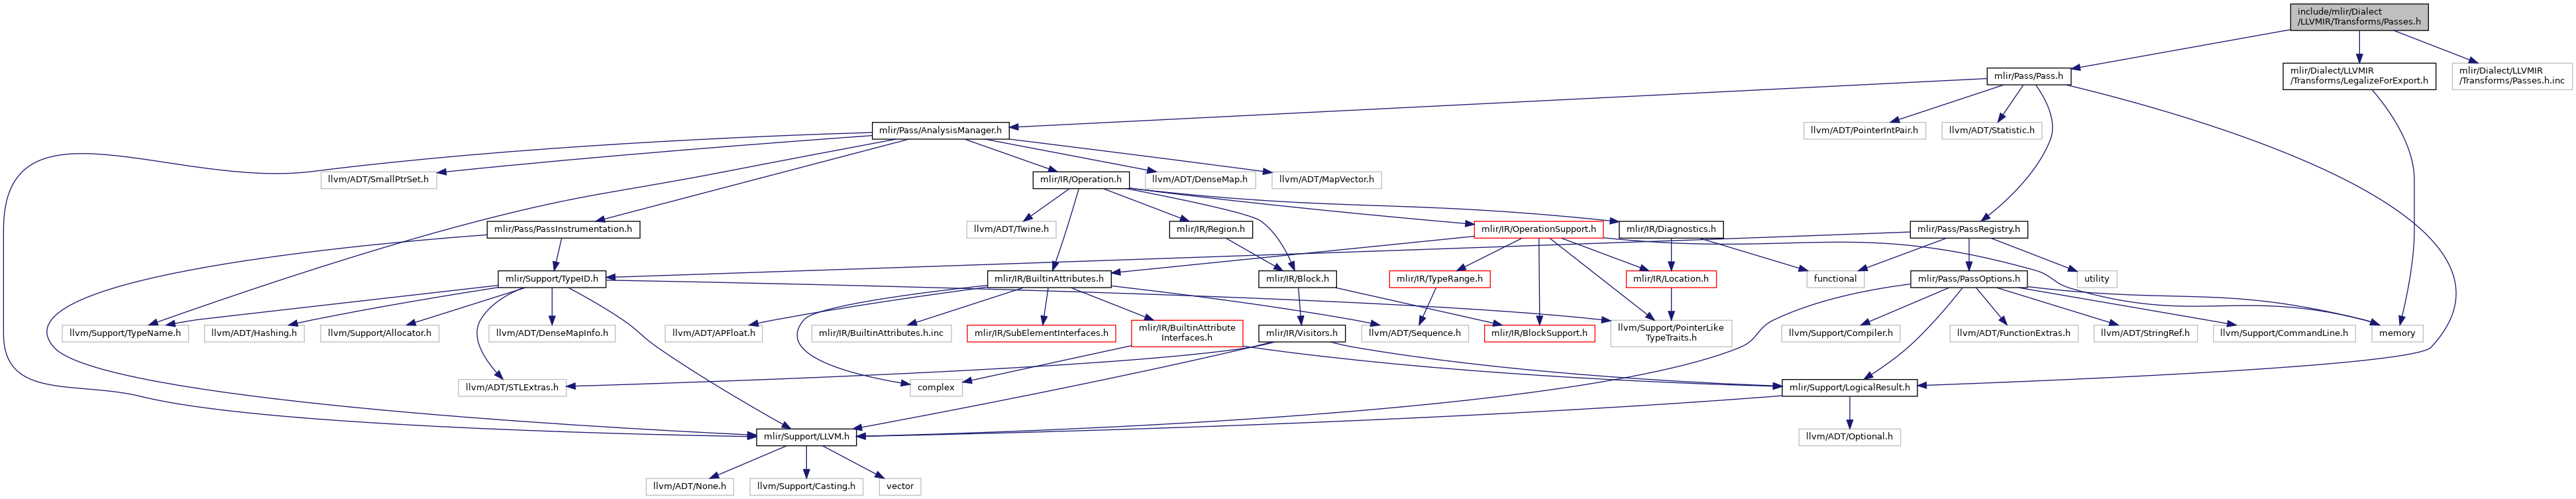 include/mlir/Dialect
/LLVMIR/Transforms/Passes.h
mlir/Pass/Pass.h
mlir/Dialect/LLVMIR
/Transforms/LegalizeForExport.h
mlir/Dialect/LLVMIR
/Transforms/Passes.h.inc
mlir/Pass/AnalysisManager.h
llvm/ADT/PointerIntPair.h
llvm/ADT/Statistic.h
llvm/ADT/SmallPtrSet.h
mlir/IR/Operation.h
llvm/ADT/DenseMap.h
llvm/ADT/MapVector.h
mlir/Pass/PassInstrumentation.h
llvm/ADT/Twine.h
mlir/IR/Region.h
mlir/IR/OperationSupport.h
mlir/IR/Diagnostics.h
mlir/Pass/PassRegistry.h
mlir/Support/TypeID.h
mlir/IR/BuiltinAttributes.h
mlir/IR/Block.h
mlir/IR/TypeRange.h
mlir/IR/Location.h
functional
mlir/Pass/PassOptions.h
utility
llvm/Support/TypeName.h
llvm/ADT/Hashing.h
llvm/Support/Allocator.h
llvm/ADT/DenseMapInfo.h
llvm/ADT/APFloat.h
mlir/IR/BuiltinAttributes.h.inc
mlir/IR/SubElementInterfaces.h
mlir/IR/BuiltinAttribute
Interfaces.h
mlir/IR/Visitors.h
llvm/ADT/Sequence.h
mlir/IR/BlockSupport.h
llvm/Support/PointerLike
TypeTraits.h
llvm/Support/Compiler.h
llvm/ADT/FunctionExtras.h
llvm/ADT/StringRef.h
llvm/Support/CommandLine.h
memory
llvm/ADT/STLExtras.h
complex
mlir/Support/LogicalResult.h
mlir/Support/LLVM.h
llvm/ADT/Optional.h
llvm/ADT/None.h
llvm/Support/Casting.h
vector